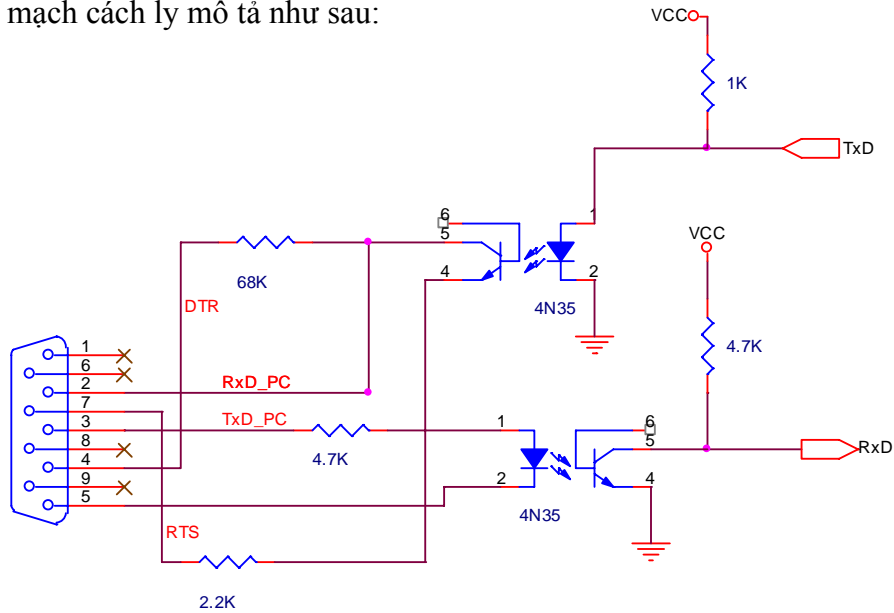 mạch cách ly mô tả như sau:
VCC
1K
TxD
6
5
4
1
2
4N35
VCC
4.7K
68K
DTR
1
6
2
7
3
8
4
9
5
RxD_PC
TxD_PC
4.7K
1
2
6
5
4
4N35
RxD
RTS
2.2K